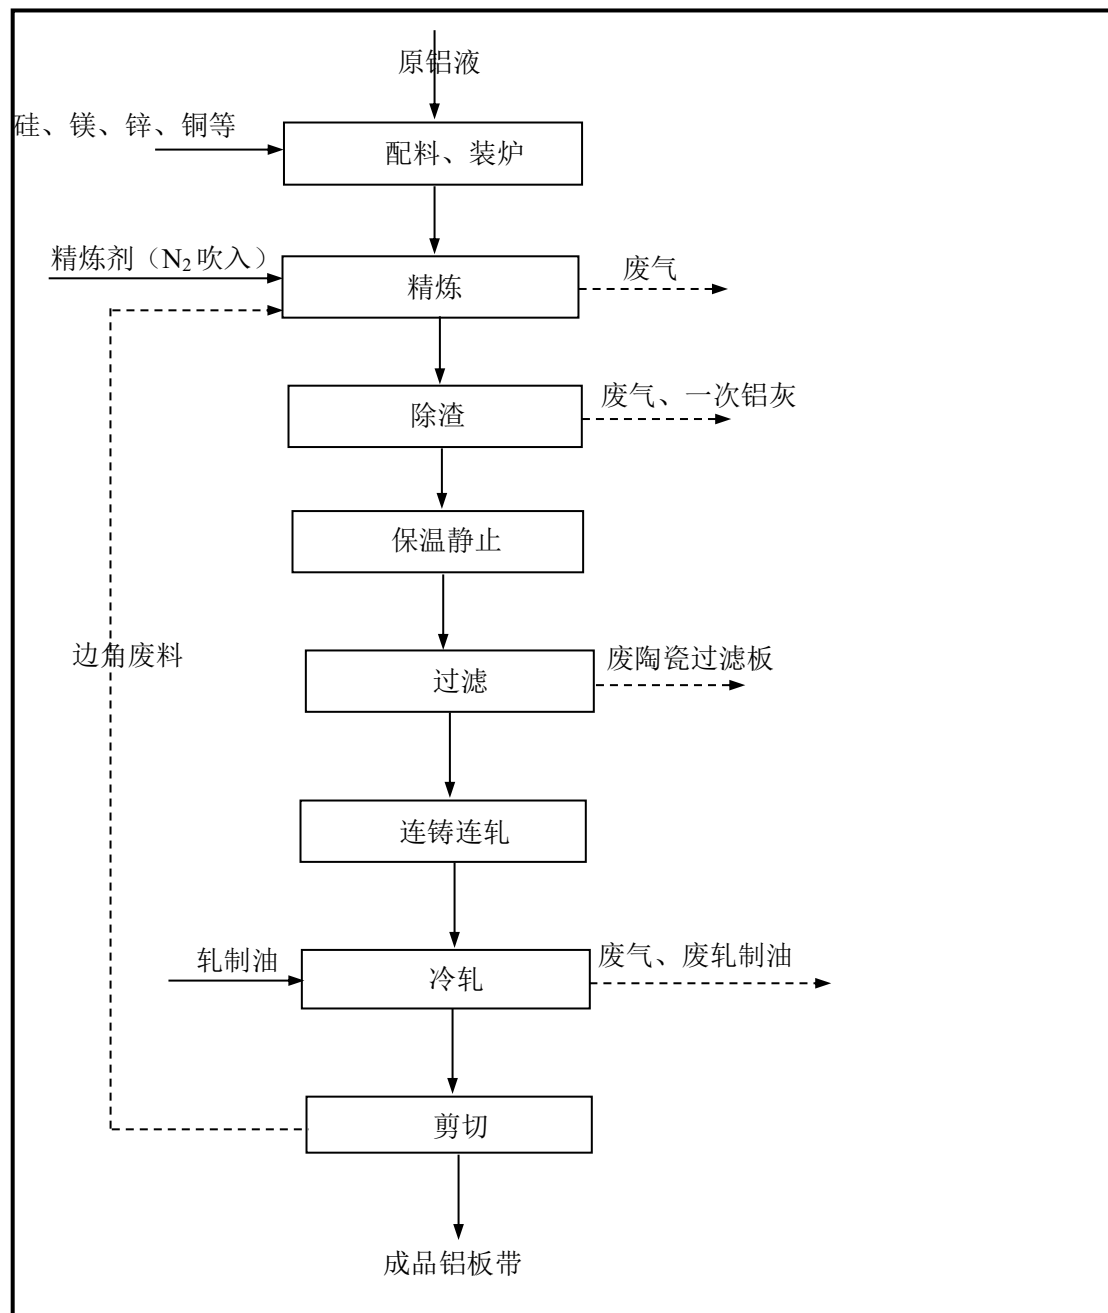 原铝液
硅、镁、锌、铜等
配料、装炉
精炼剂（N₂吹入）
废气
精炼
废气、一次铝灰
除渣
保温静止
边角废料
废陶瓷过滤板
过滤
连铸连轧
轧制油
废气、废轧制油
冷轧
剪切
成品铝板带